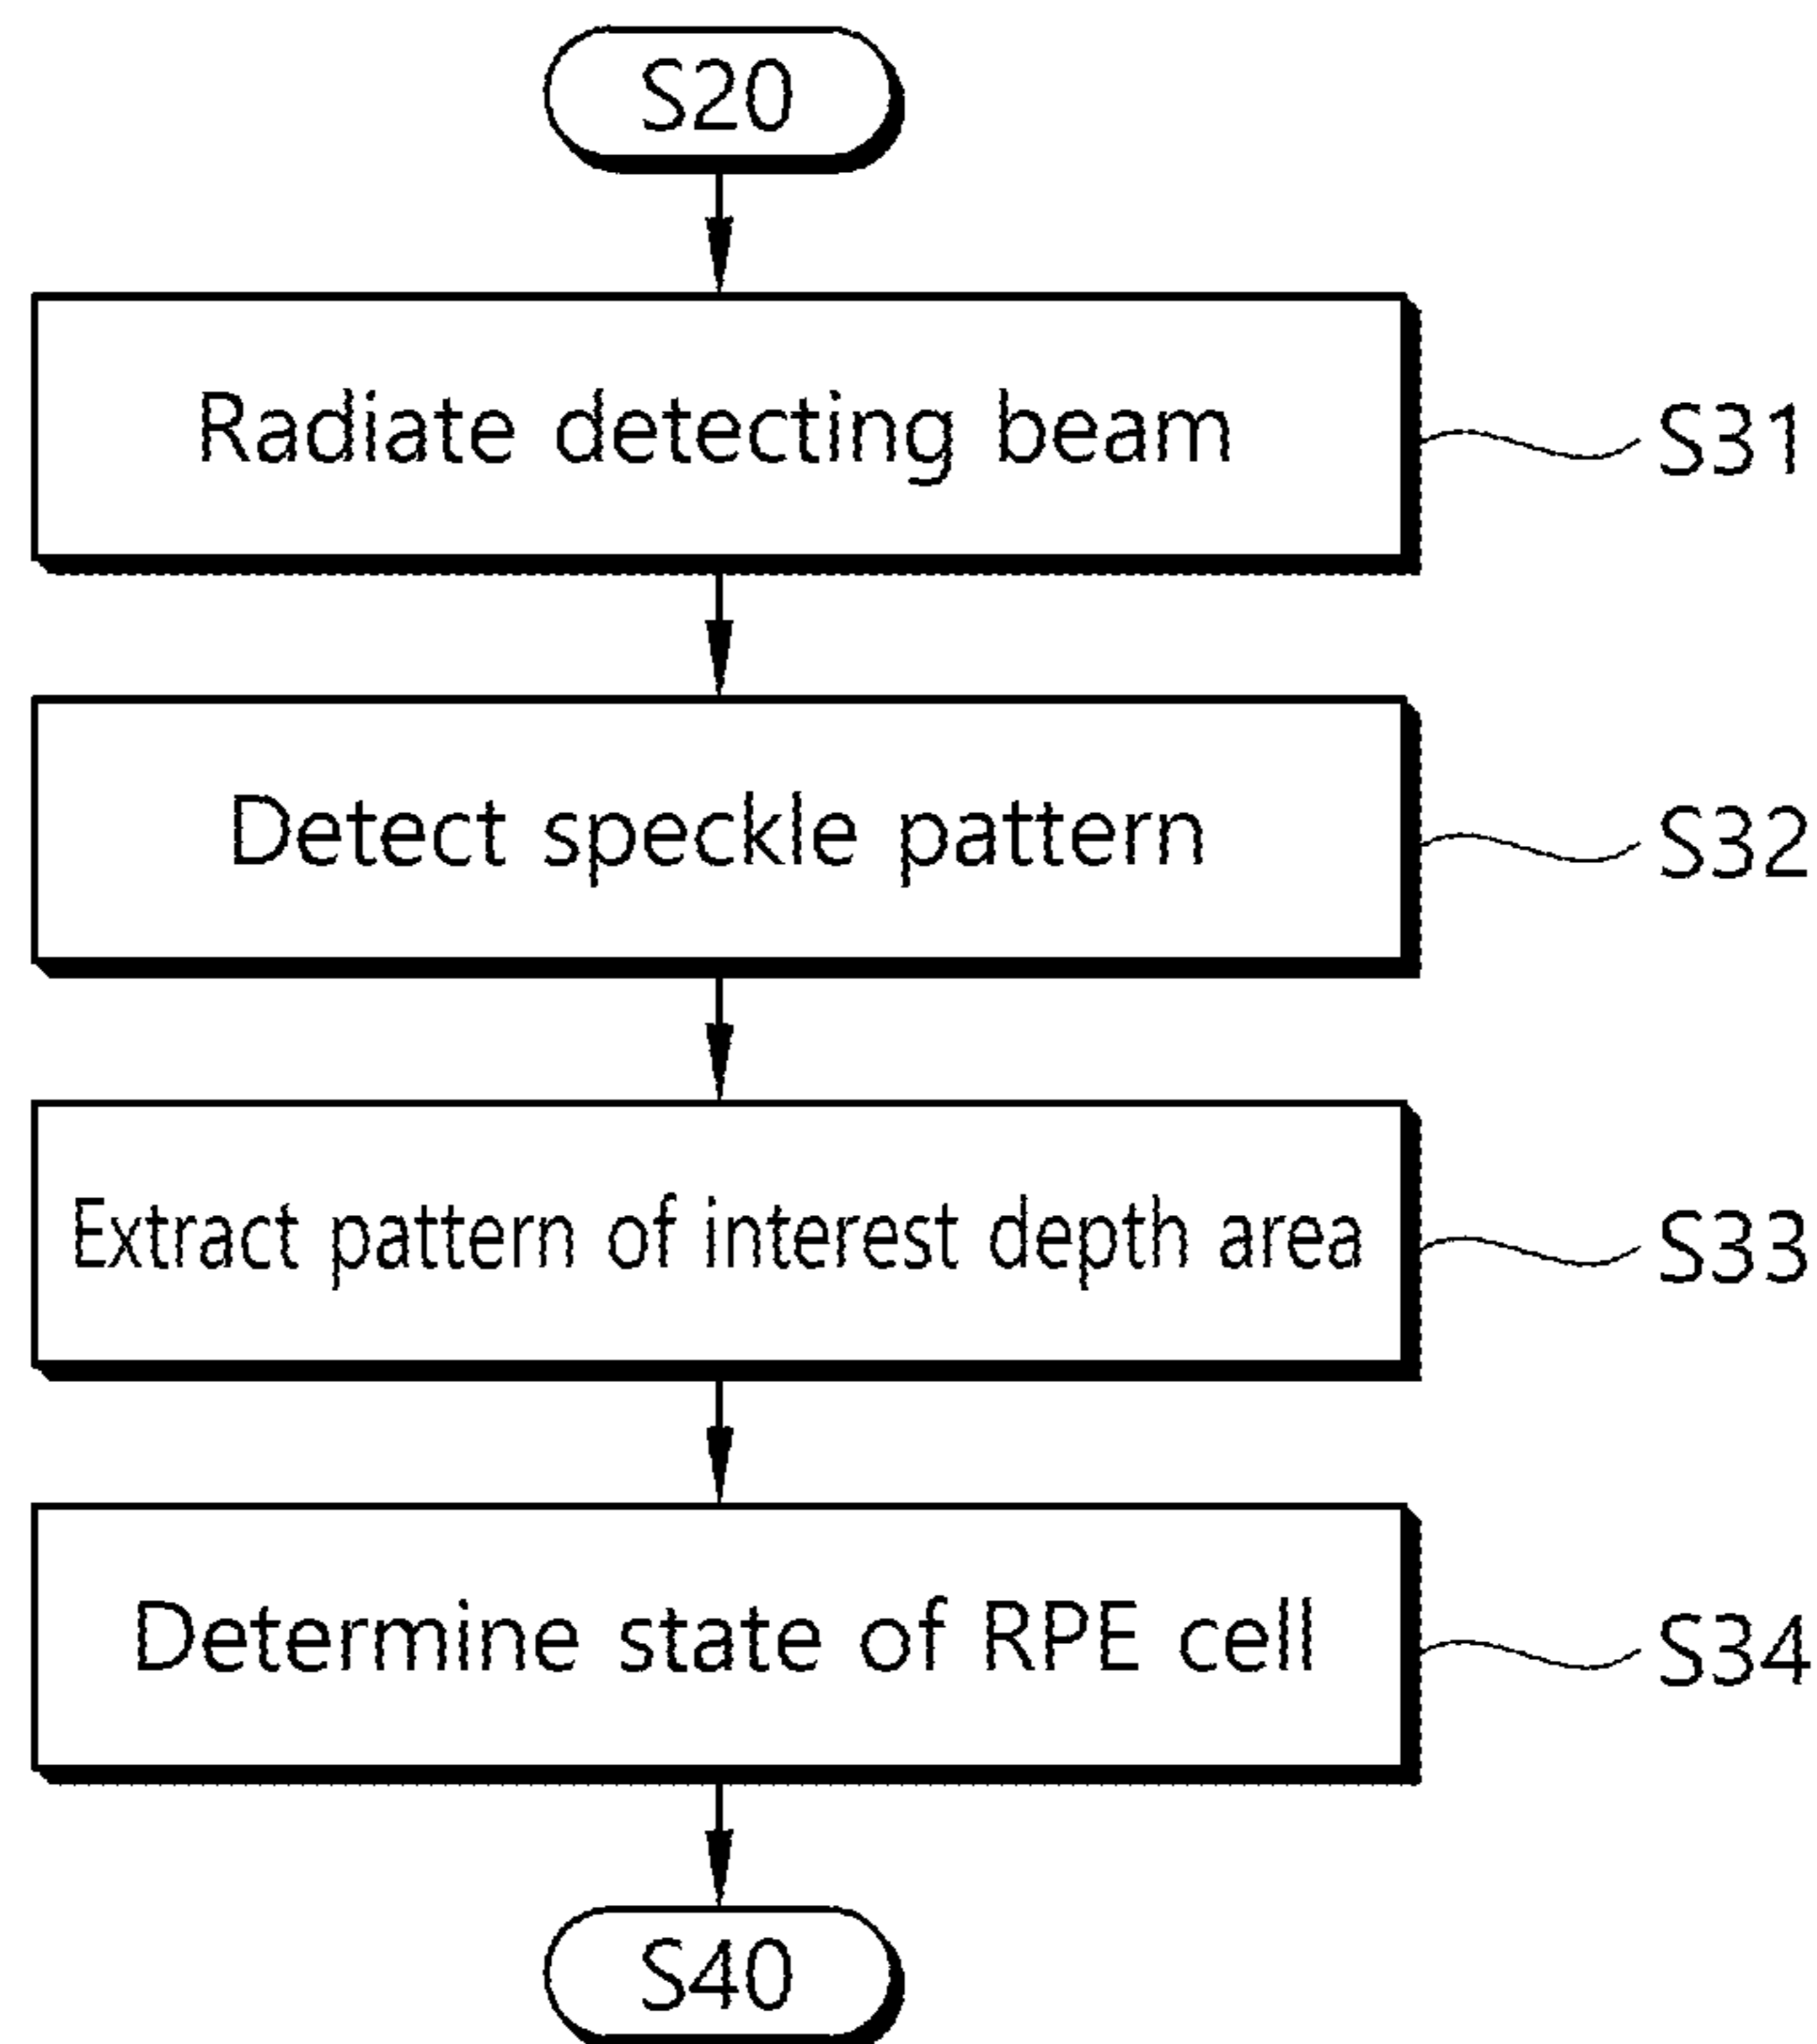 S20
Radiate detecting beam
S31
Detect speckle pattern
S32
Extract pattern of interest depth area
S33
Determine state of RPE cell
S34
S40